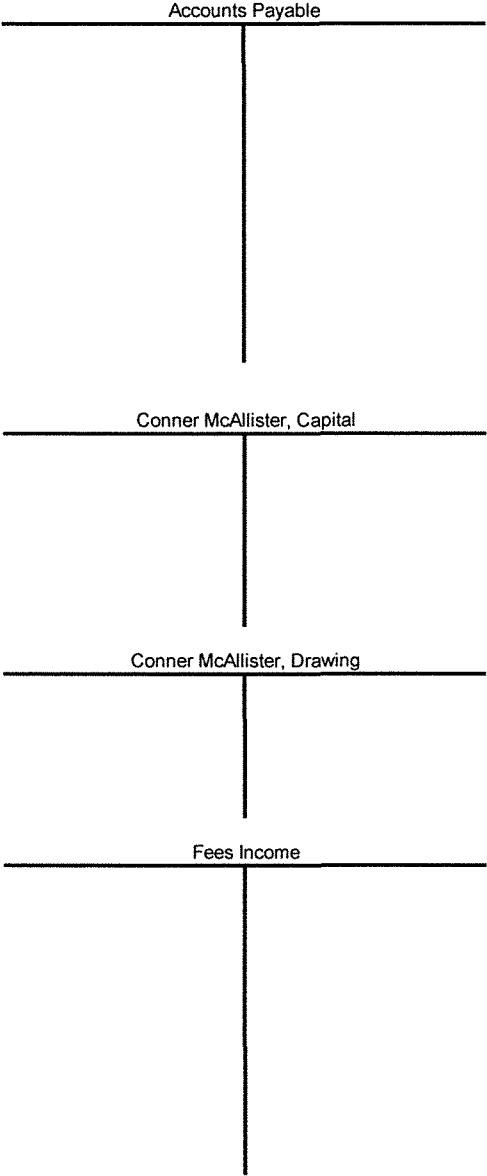 Accounts Payable
Conner McAllister, Capital
Conner McAllister, Drawing
Fees Income